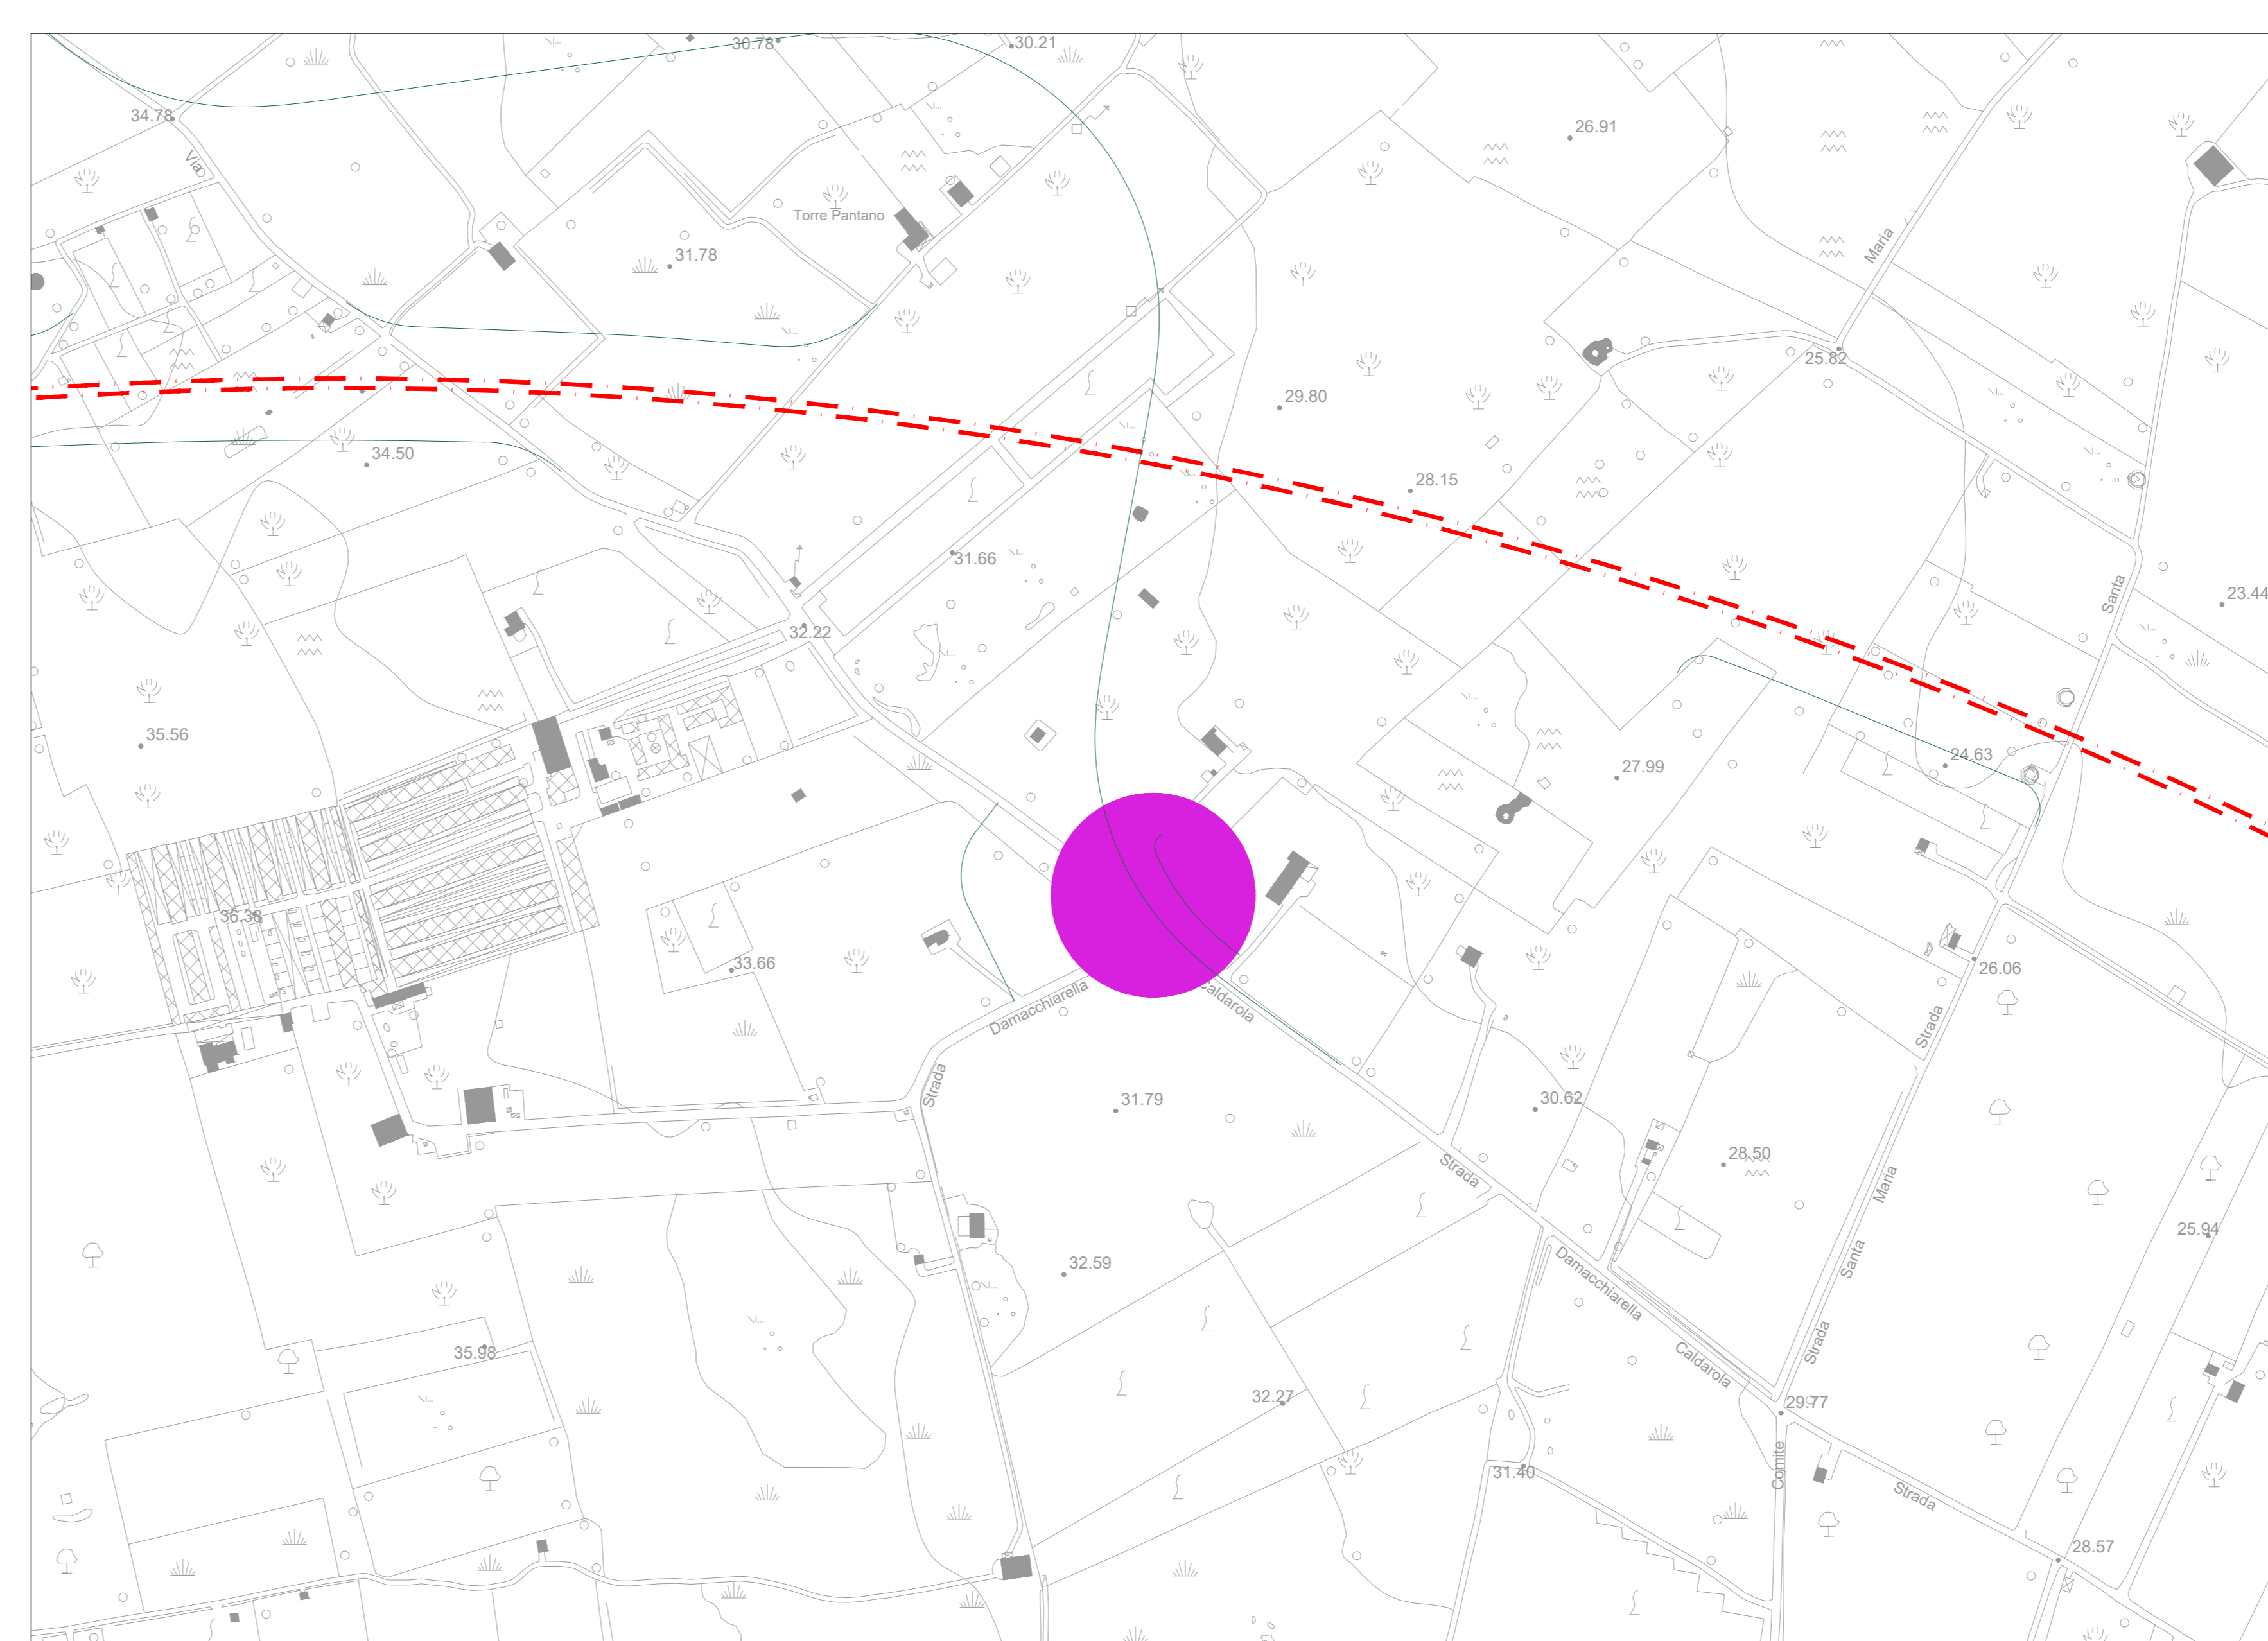 30.78
30.21
34.78
26.91
Via
Torre Pantano
Maria
31.78
25.82
29.80
34.50
28.15
31.66
Santa
23.44
32.22
35.56
24.63
27.99
36.38
33.66
26.06
Damacchiarella
Caldarola
Strada
Strada
31.79
30.62
28.50
Strada
Maria
25.94
Santa
32.59
Damacchiarella
Strada
35.98
Caldarola
32.27
29.77
Comite
31.40
Strada
28.57